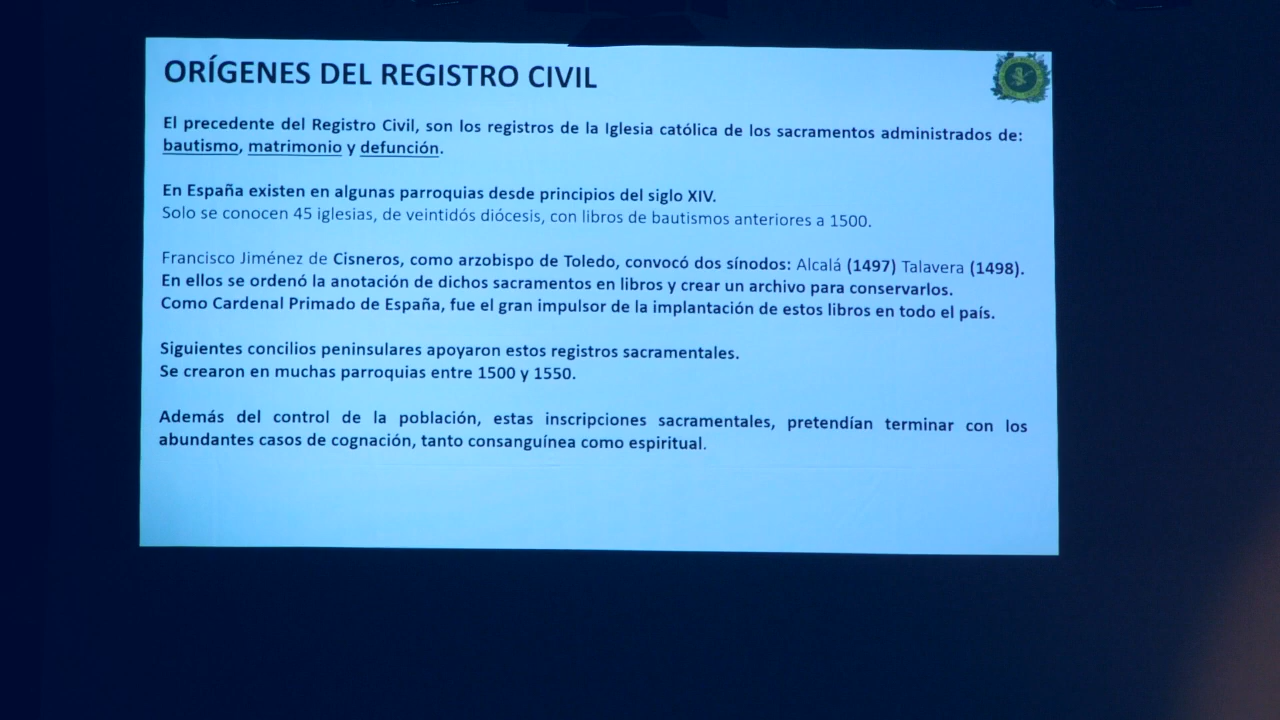 ORÍGENES DEL REGISTRO CIVIL
El precedente del Registro Civil, son los registros de la Iglesia católica de los sacramentos administrados de:
bautismo, matrimonio y defunción.
En España existen en algunas parroquias desde principios del siglo XIV.
Solo se conocen 45 iglesias, de veintidós diócesis, con libros de bautismos anteriores a 1500.
Francisco Jiménez de Cisneros, como arzobispo de Toledo, convocó dos sínodos: Alcalá (1497) Talavera (1498).
En ellos se ordenó la anotación de dichos sacramentos en libros y crear un archivo para conservarlos.
Como Cardenal Primado de España, fue el gran impulsor de la implantación de estos libros en todo el país.
Siguientes concilios peninsulares apoyaron estos registros sacramentales.
Se crearon en muchas parroquias entre 1500 y 1550.
Además del control de la población, estas inscripciones sacramentales, pretendían terminar con los
abundantes casos de cognación, tanto consanguínea como espiritual.